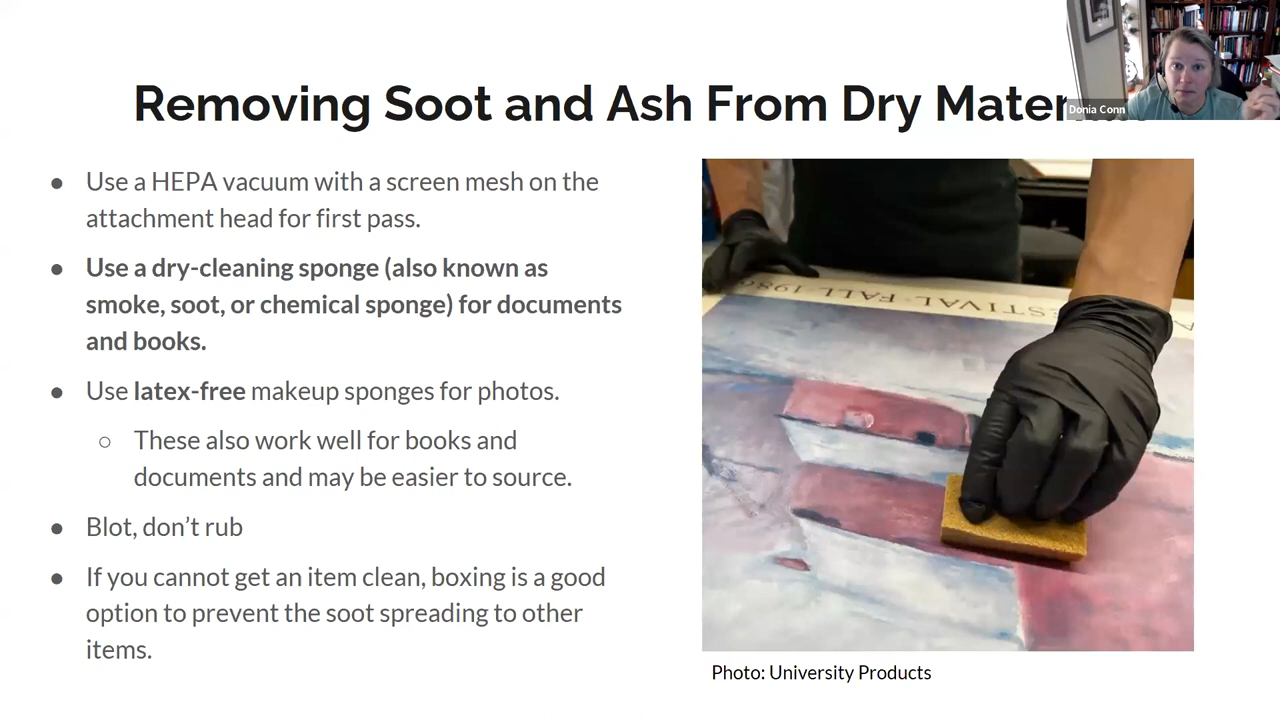 Removing Soot and Ash From Dry
Donia Conn
● Use a HEPA vacuum with a screen mesh on the
attachment head for first pass.
● Use a dry-cleaning sponge (also known as
smoke, soot, or chemical sponge) for documents
and books.
● Use latex-free makeup sponges for photos.
○ These also work well for books and
documents and may be easier to source.
● Blot, don’t rub
● If you cannot get an item clean, boxing is a good
option to prevent the soot spreading to other
items.
ESTIVAL FALL 1986
Photo: University Products